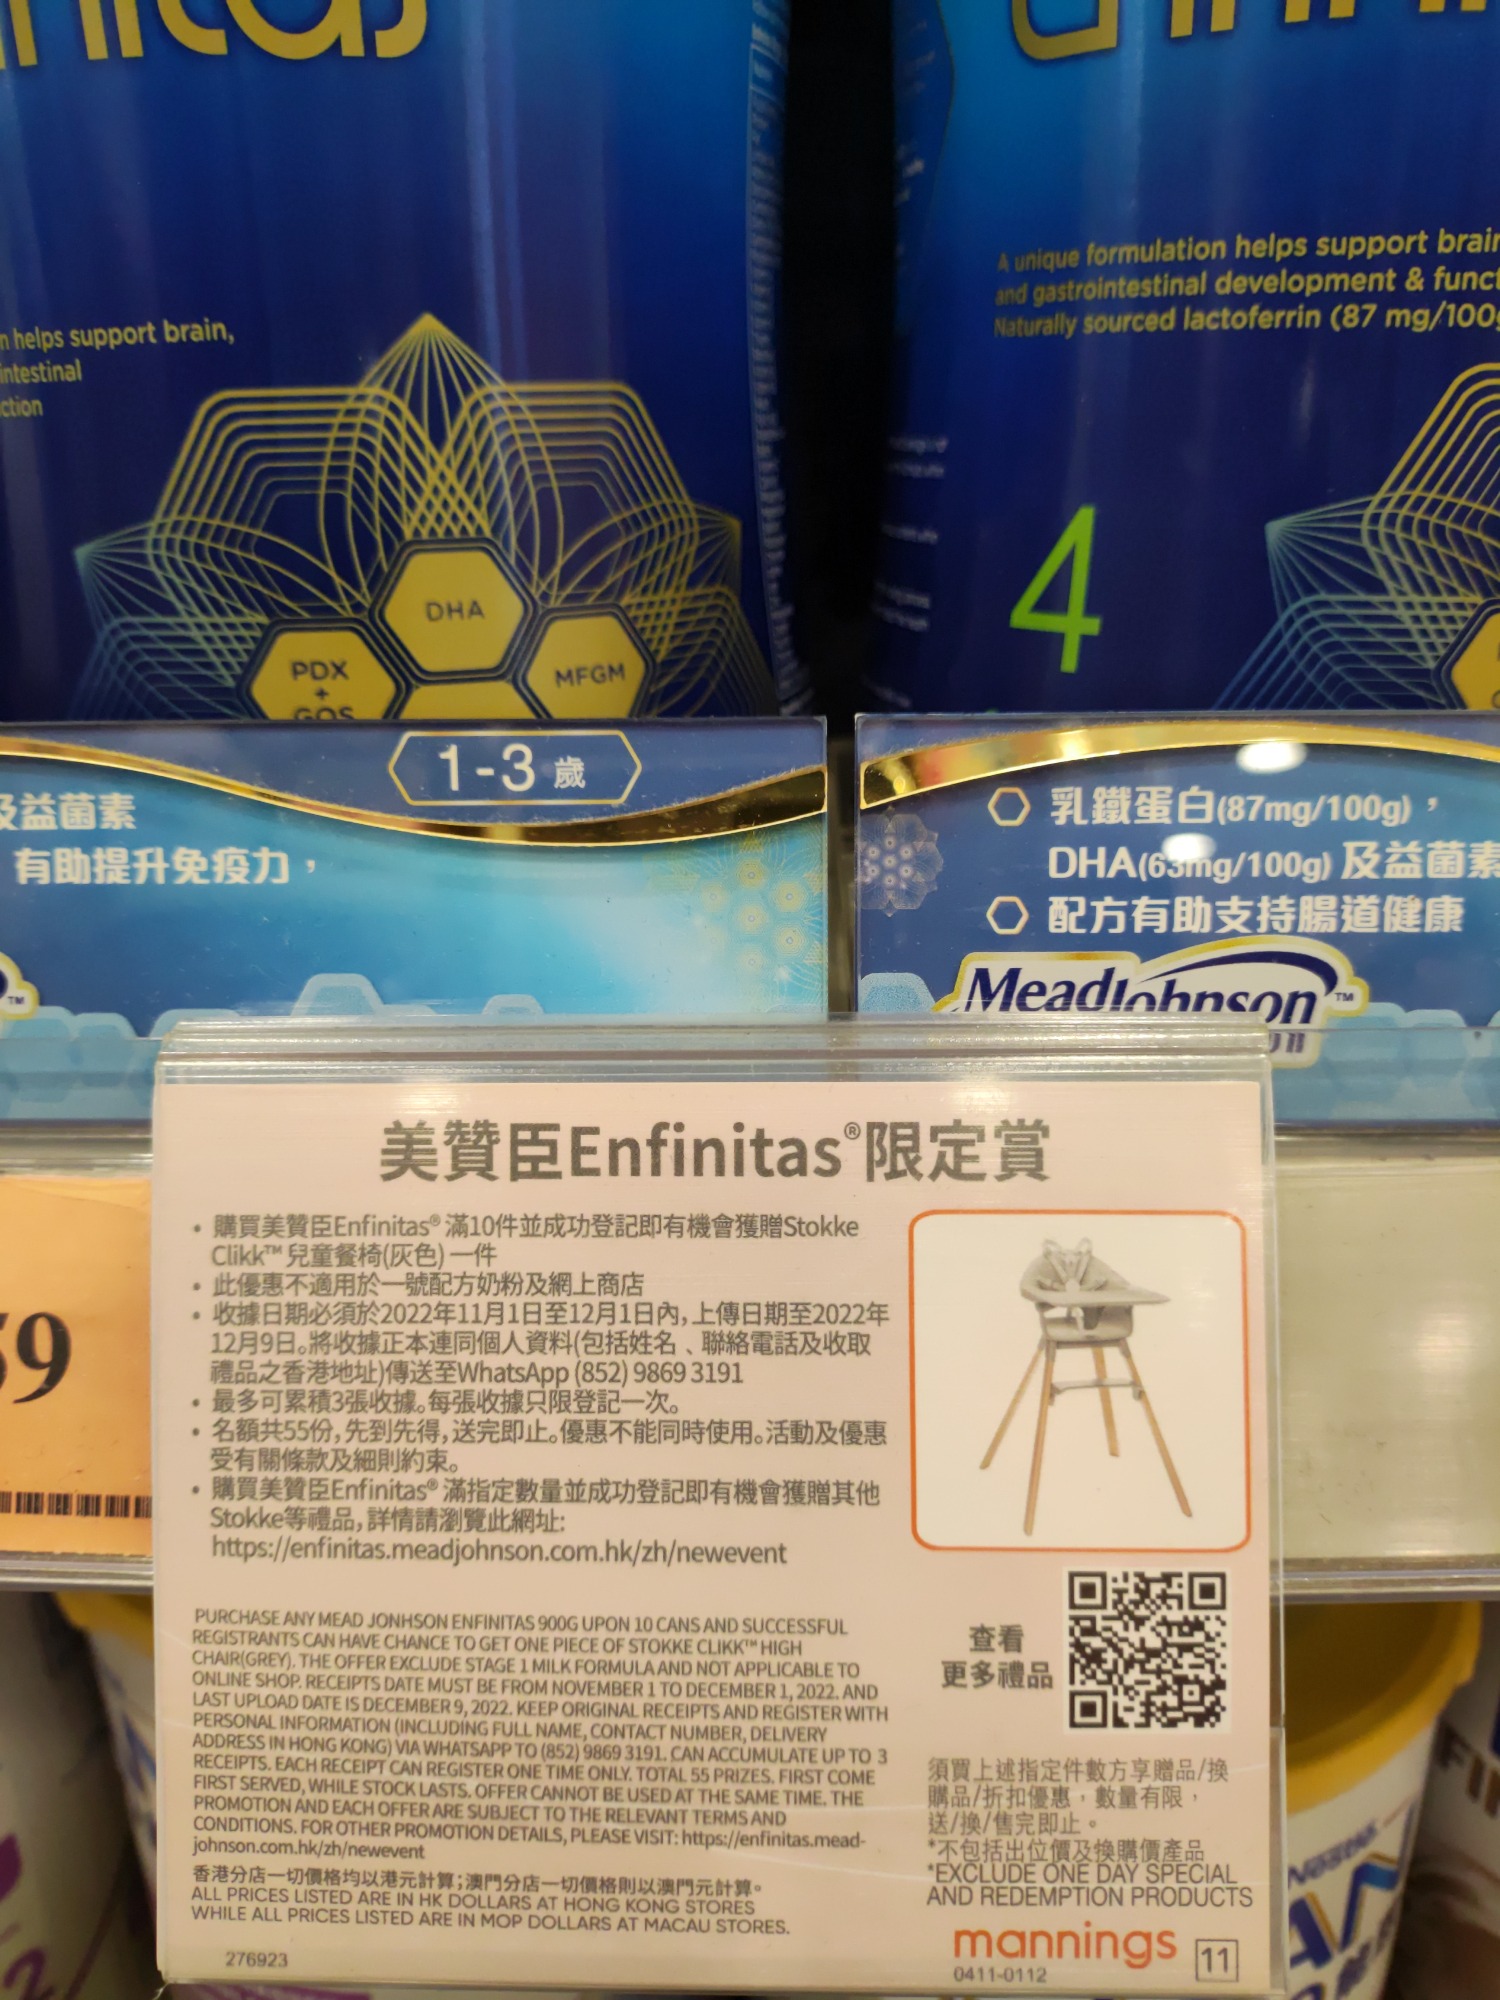 helps support brain,
intestinal
DHA
PDX
+
GOS
MFGM
A unique formulation helps support brain
and gastrointestinal development & funct
Naturally sourced lactoferrin (87 mg/100g
4
1-3 歲
及益菌素
有助提升免疫力，
乳鐵蛋白(87mg/100g)，
DHA(63mg/100g) 及益菌素
配方有助支持腸道健康
MeadJohnson™
59
美贊臣Enfinitas®限定賞
• 購買美贊臣Enfinitas® 滿10件並成功登記即有機會獲贈Stokke
Clikk™ 兒童餐椅(灰色) 一件
• 此優惠不適用於一號配方奶粉及網上商店
• 收據日期必須於2022年11月1日至12月1日內，上傳日期至2022年
12月9日。將收據正本連同個人資料(包括姓名、聯絡電話及收取
禮品之香港地址)傳送至WhatsApp (852) 9869 3191
• 最多可累積3張收據。每張收據只限登記一次。
• 名額共55份，先到先得，送完即止。優惠不能同時使用。活動及優惠
受有關條款及細則約束。
• 購買美贊臣Enfinitas® 滿指定數量並成功登記即有機會獲贈其他
Stokke等禮品，詳情請瀏覽此網址:
https://enfinitas.meadjohnson.com.hk/zh/newevent
PURCHASE ANY MEAD JONHSON ENFINITAS 900G UPON 10 CANS AND SUCCESSFUL
REGISTRANTS CAN HAVE CHANCE TO GET ONE PIECE OF STOKKE CLIKK™ HIGH
CHAIR(GREY). THE OFFER EXCLUDE STAGE 1 MILK FORMULA AND NOT APPLICABLE TO
ONLINE SHOP. RECEIPTS DATE MUST BE FROM NOVEMBER 1 TO DECEMBER 1, 2022. AND
LAST UPLOAD DATE IS DECEMBER 9, 2022. KEEP ORIGINAL RECEIPTS AND REGISTER WITH
PERSONAL INFORMATION (INCLUDING FULL NAME, CONTACT NUMBER, DELIVERY
ADDRESS IN HONG KONG) VIA WHATSAPP TO (852) 9869 3191. CAN ACCUMULATE UP TO 3
RECEIPTS. EACH RECEIPT CAN REGISTER ONE TIME ONLY. TOTAL 55 PRIZES. FIRST COME
FIRST SERVED, WHILE STOCK LASTS. OFFER CANNOT BE USED AT THE SAME TIME. THE
PROMOTION AND EACH OFFER ARE SUBJECT TO THE RELEVANT TERMS AND
CONDITIONS. FOR OTHER PROMOTION DETAILS, PLEASE VISIT: https://enfinitas.mead-
johnson.com.hk/zh/newevent
香港分店一切價格均以港元計算；澳門分店一切價格則以澳門元計算。
ALL PRICES LISTED ARE IN HK DOLLARS AT HONG KONG STORES
WHILE ALL PRICES LISTED ARE IN MOP DOLLARS AT MACAU STORES.
276923
查看
更多禮品
須買上述指定件數方享贈品/換
購品/折扣優惠，數量有限，
送/換/售完即止。
*不包括出位價及換購價產品
*EXCLUDE ONE DAY SPECIAL
AND REDEMPTION PRODUCTS
mannings
0411-0112
11
Nestlé